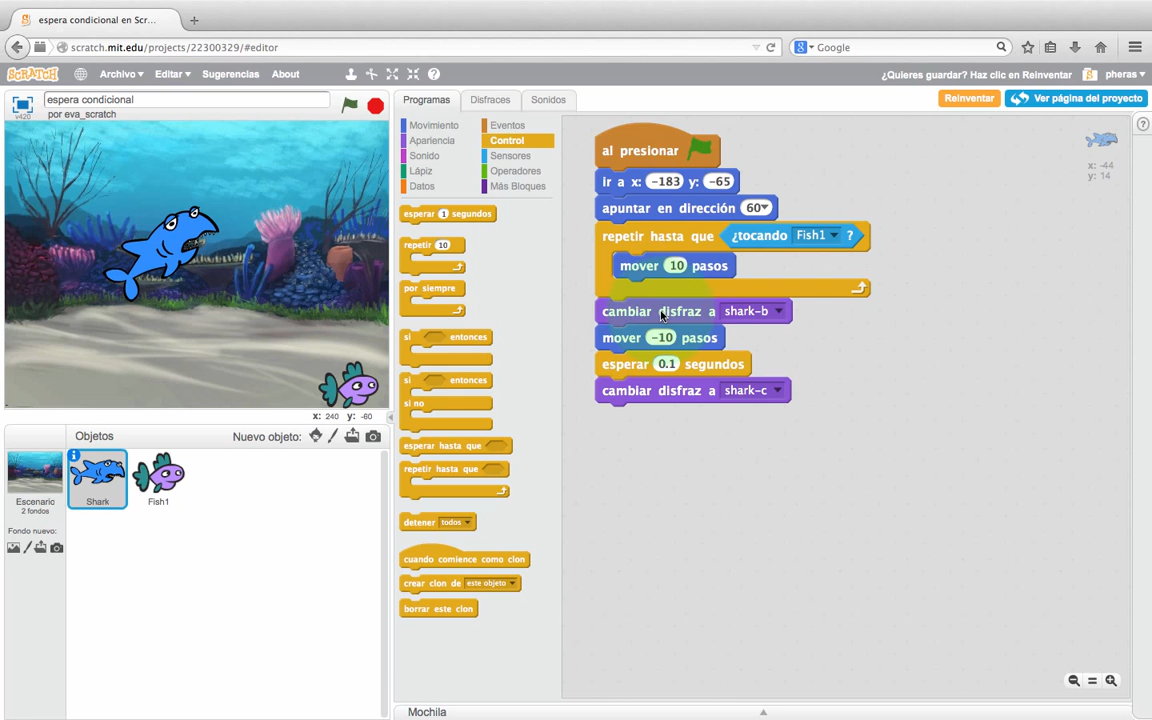 espera condicional en Scr...
scratch.mit.edu/projects/22300329/#editor
Google
SCRATCH Archivo Editar Sugerencias About
¿Quieres guardar? Haz clic en Reinventar pheras
v420 espera condicional
por eva_scratch
Programas Disfraces Sonidos
Reinventar Ver página del proyecto
Movimiento Eventos
Apariencia Control
Sonido Sensores
Lápiz Operadores
Datos Más Bloques
esperar 1 segundos
repetir 10
por siempre
si entonces
si entonces
si no
esperar hasta que
repetir hasta que
detener todos
cuando comience como clon
crear clon de este objeto
borrar este clon
al presionar
ir a x: -183 y: -65
apuntar en dirección 60
repetir hasta que ¿tocando Fish1 ?
mover 10 pasos
cambiar disfraz a shark-b
mover -10 pasos
esperar 0.1 segundos
cambiar disfraz a shark-c
x: -44
y: 14
?
x: 240 y: -60
Objetos Nuevo objeto:
Escenaric
2 fondos
Fondo nuevo:
Shark
Fish1
Mochila